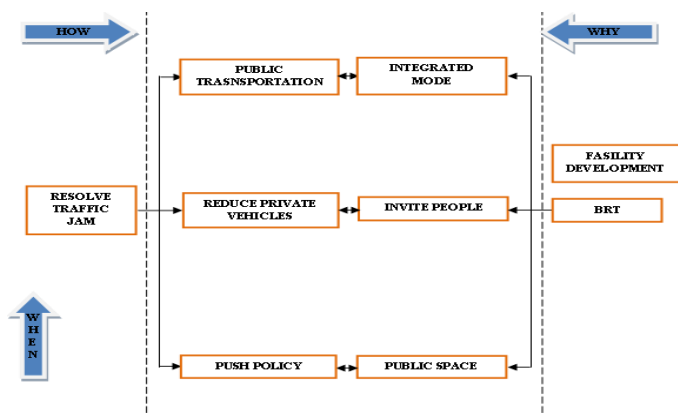 HOW
WHY
PUBLIC
TRASNSPORTATION
INTEGRATED
MODE
FASILITY
DEVELOPMENT
RESOLVE
TRAFFIC
JAM
REDUCE PRIVATE
VEHICLES
INVITE PEOPLE
BRT
WHEN
PUSH POLICY
PUBLIC SPACE